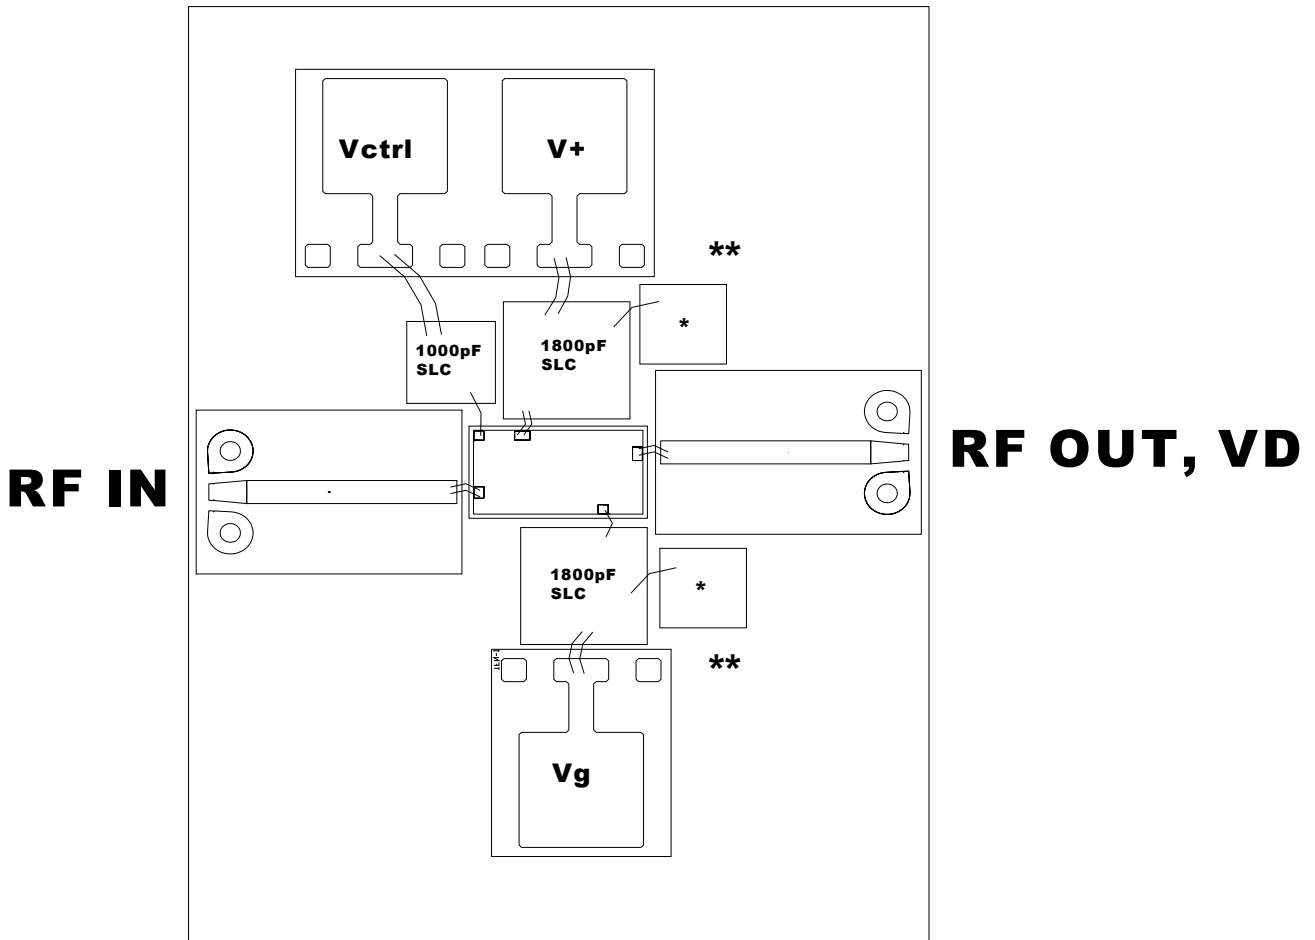 Vctrl
V+
**
*
1000pF
SLC
1800pF
SLC
RF IN
RF OUT, VD
1800pF
SLC
*
**
Vg